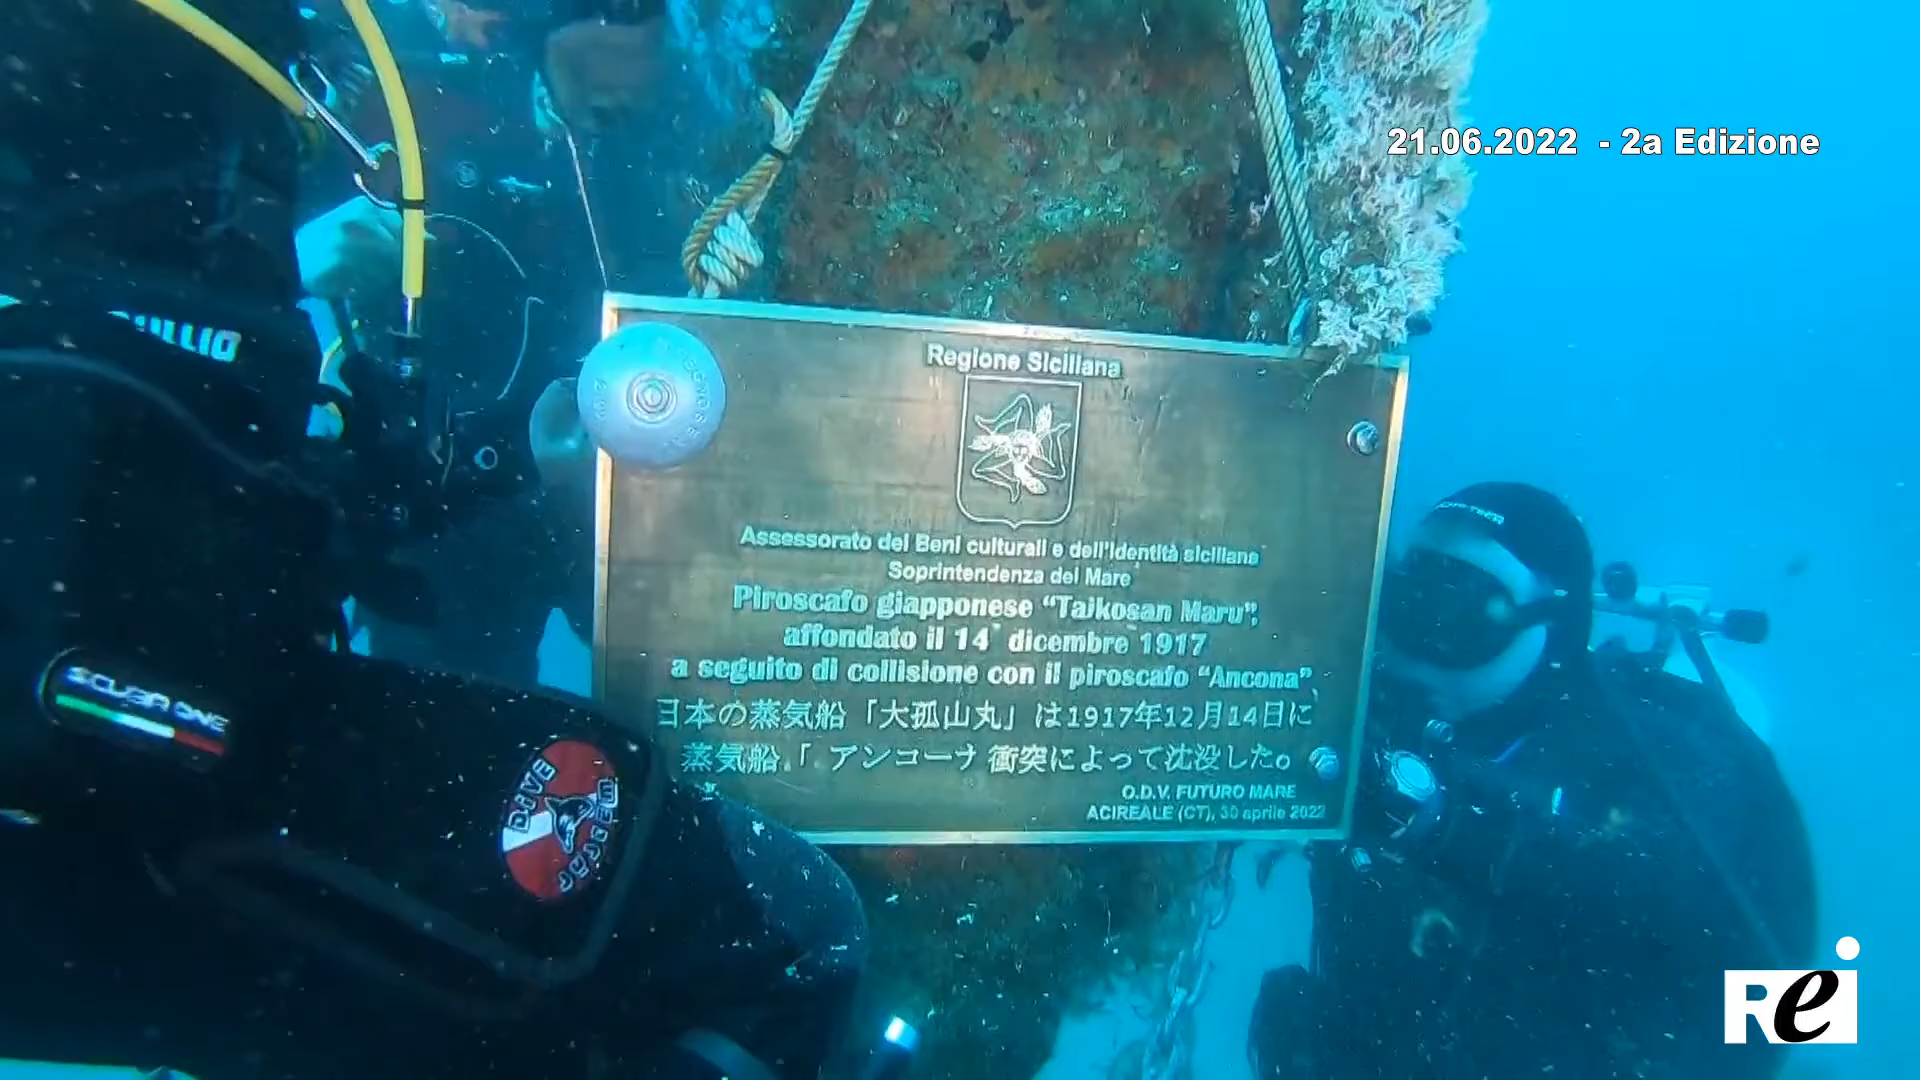 21.06.2022 - 2a Edizione
Regione Siciliana
Assessorato dei Beni culturali e dell'Identità siciliana
Soprintendenza del Mare
Piroscafo giapponese “Taikosan Maru”,
affondato il 14 dicembre 1917
a seguito di collisione con il piroscafo “Ancona”,
日本の蒸気船「大孤山丸」は1917年12月14日に
蒸気船「アンコーナ 衝突によって沈没した。
O.D.V. FUTURO MARE
ACIREALE (CT), 30 aprile 2022
SCUBA ONE
DIVE
Rei